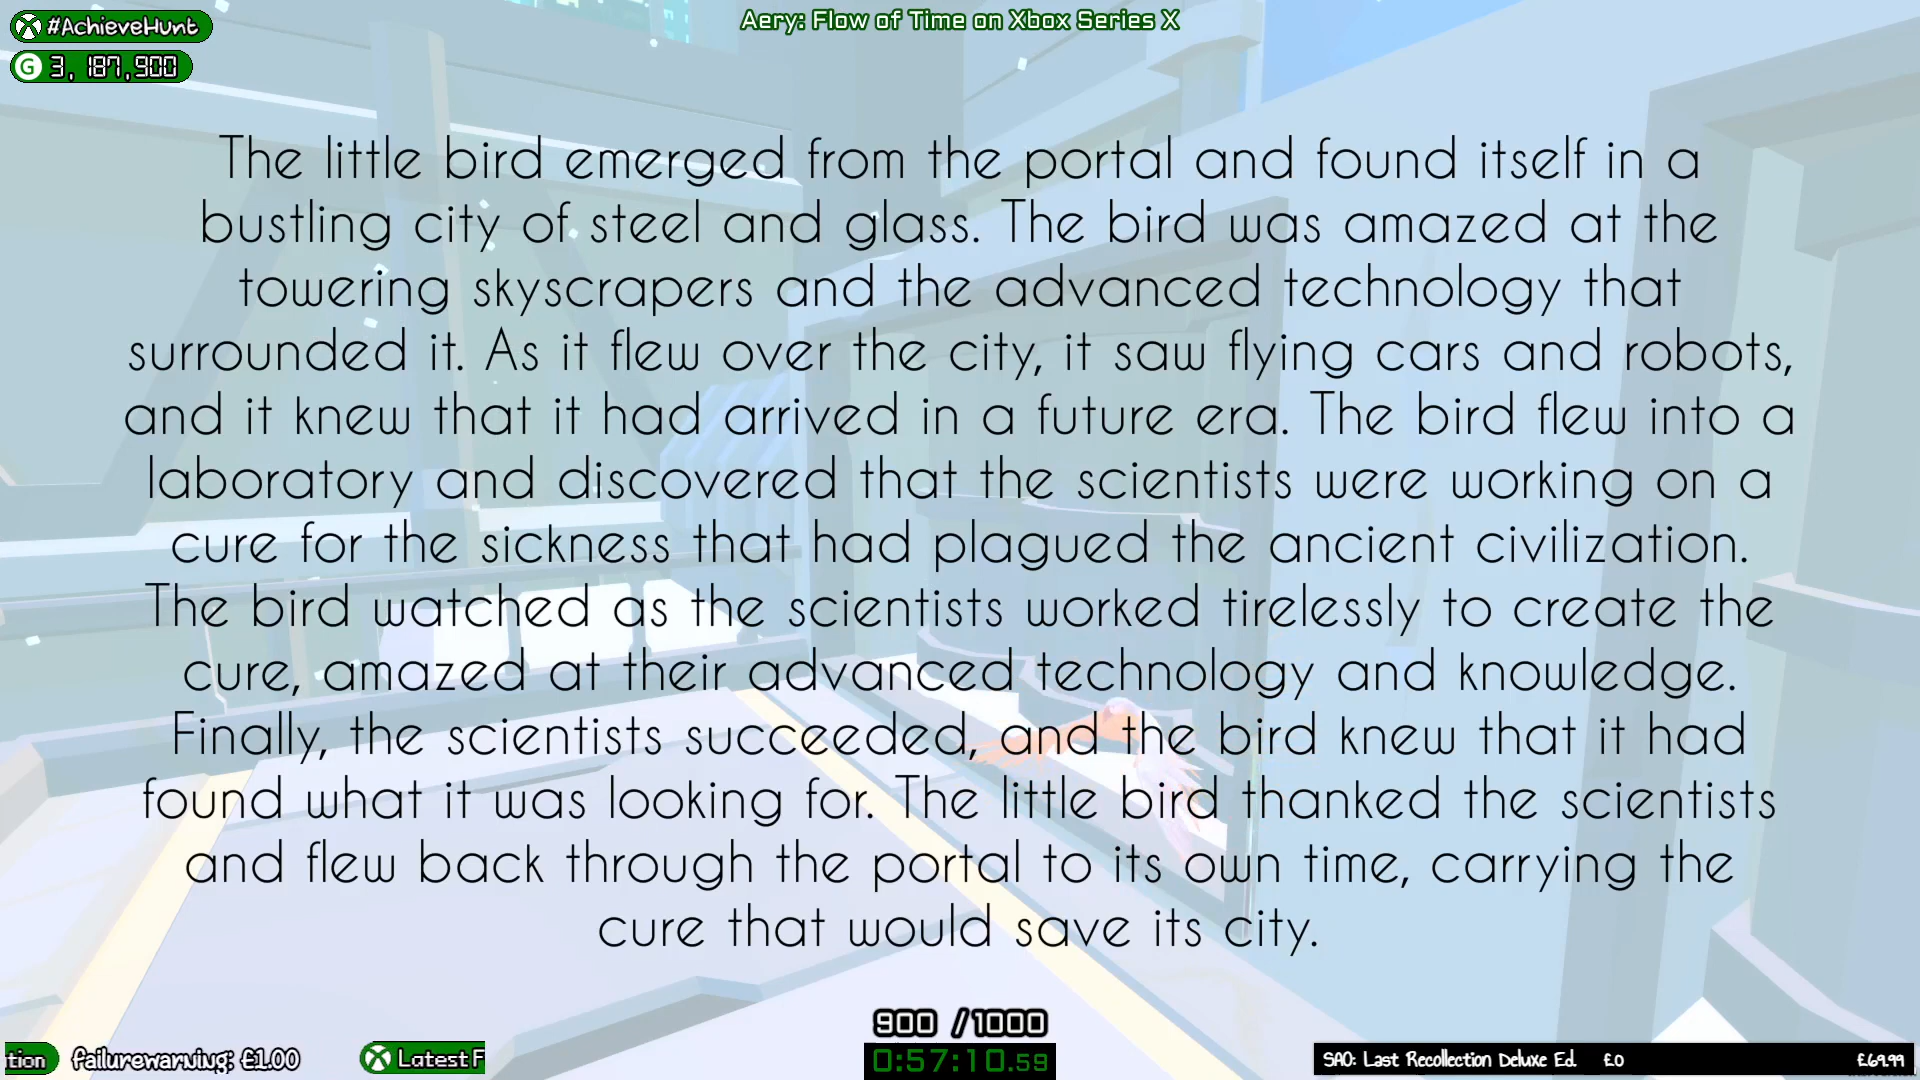 #AchieveHunt
Aery: Flow of Time on Xbox Series X
G 3,187,900
The little bird emerged from the portal and found itself in a
bustling city of steel and glass. The bird was amazed at the
towering skyscrapers and the advanced technology that
surrounded it. As it flew over the city, it saw flying cars and robots,
and it knew that it had arrived in a future era. The bird flew into a
laboratory and discovered that the scientists were working on a
cure for the sickness that had plagued the ancient civilization.
The bird watched as the scientists worked tirelessly to create the
cure, amazed at their advanced technology and knowledge.
Finally, the scientists succeeded, and the bird knew that it had
found what it was looking for. The little bird thanked the scientists
and flew back through the portal to its own time, carrying the
cure that would save its city.
900 /1000
tion failurewarning: £1.00 Latest F
0:57:10.59
SAO: Last Recollection Deluxe Ed. £0 £69.99